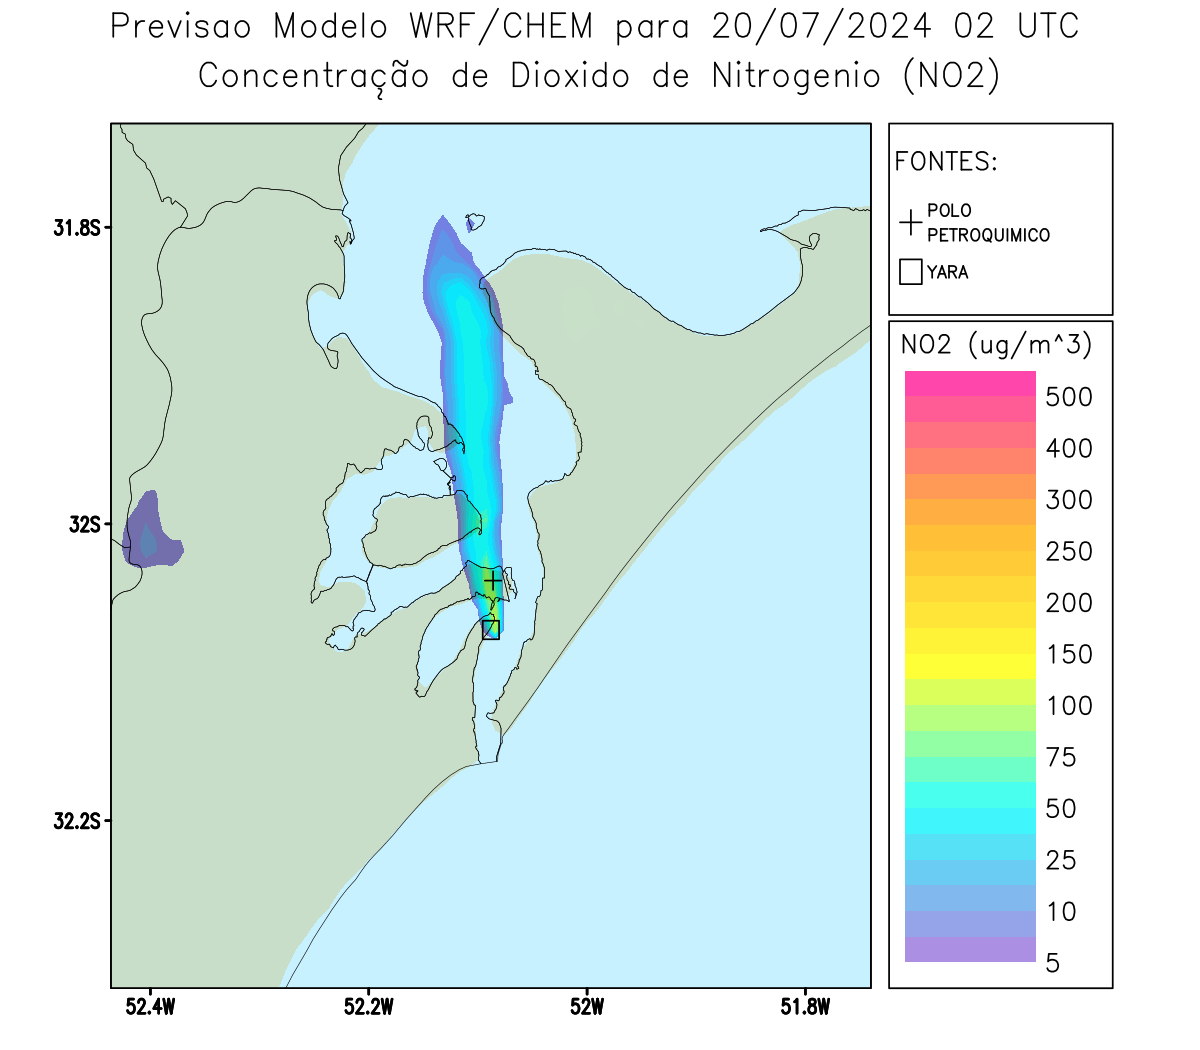 Previsao Modelo WRF/CHEM para 20/07/2024 02 UTC
Concentração de Dioxido de Nitrogenio (NO2)
FONTES:
POLO
PETROQUIMICO
YARA
NO2 (ug/m^3)
500
400
300
250
200
150
100
75
50
25
10
5
31.8S
32S
32.2S
52.4W
52.2W
52W
51.8W